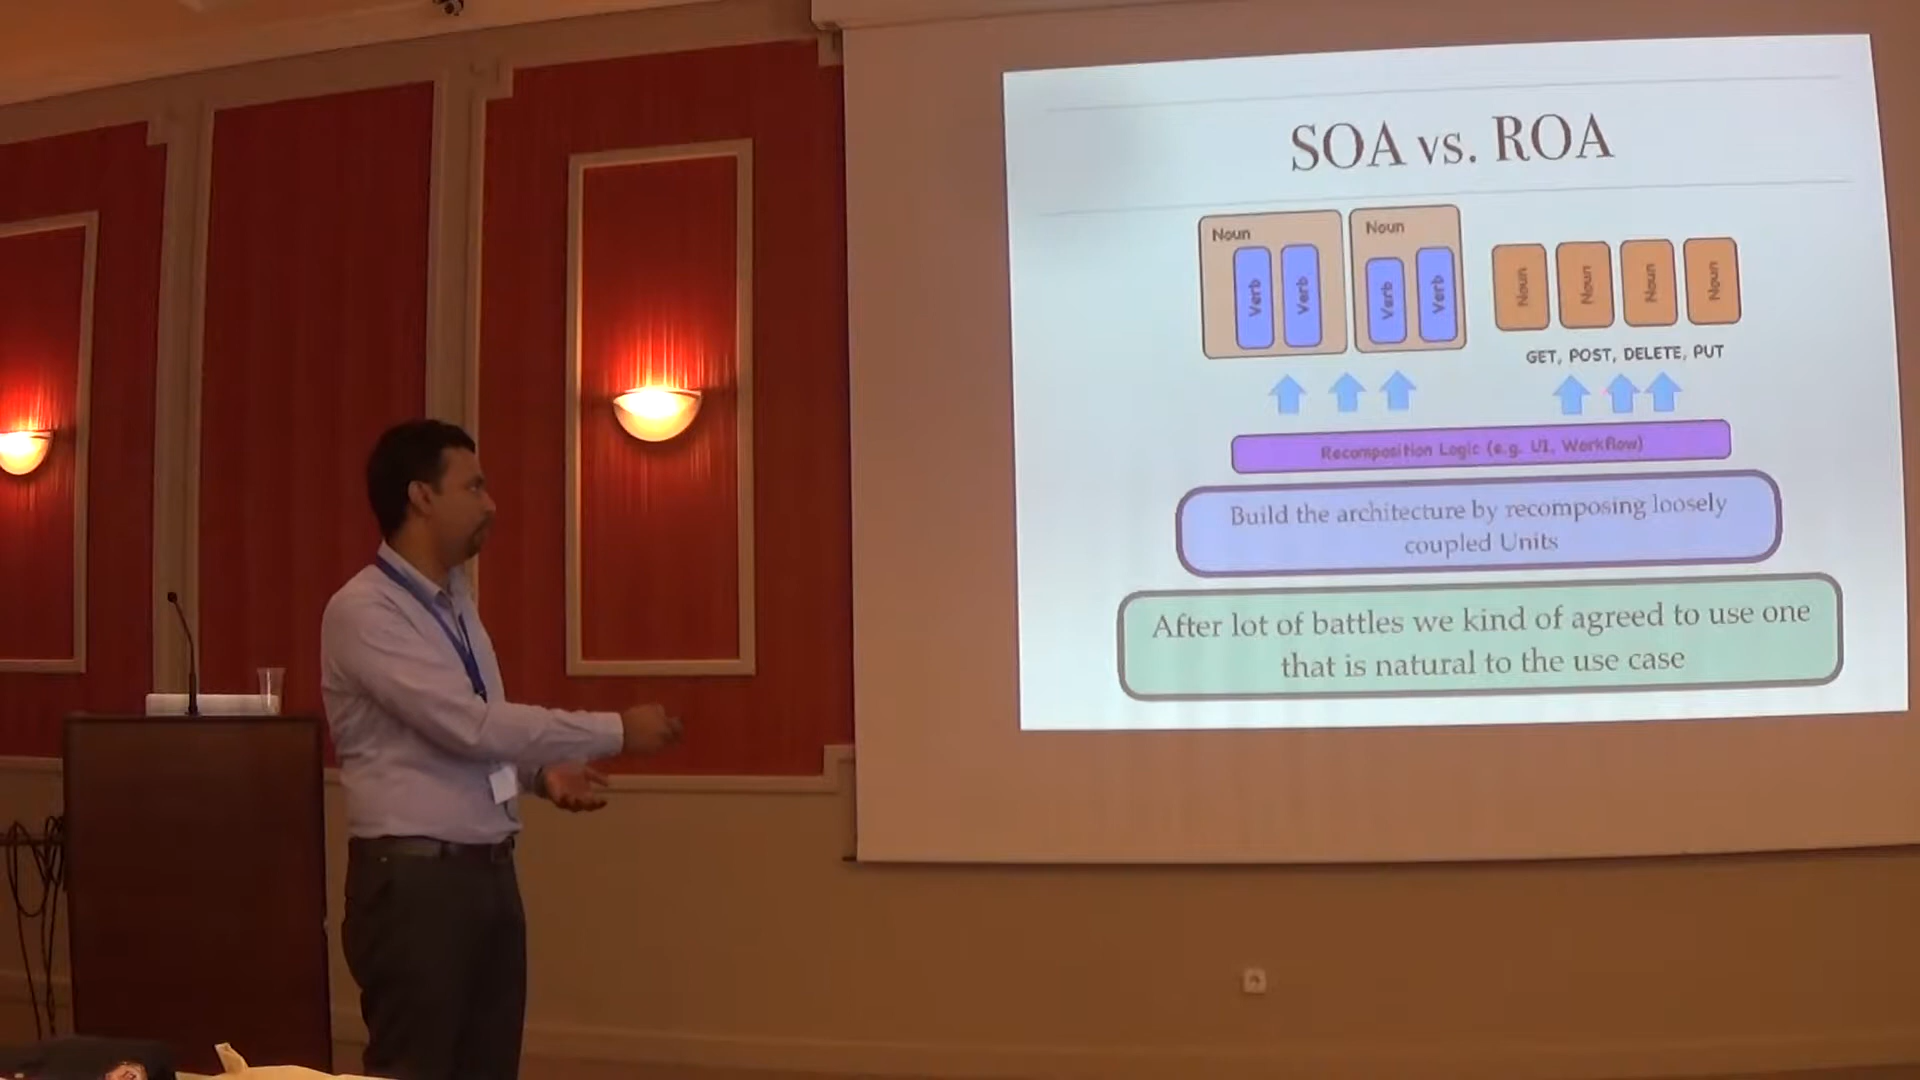 SOA vs. ROA
Noun
Verb
Verb
Noun
Verb
Verb
Noun
Noun
Noun
Noun
GET, POST, DELETE, PUT
Recomposition Logic (e.g. UI, Workflow)
Build the architecture by recomposing loosely
coupled Units
After lot of battles we kind of agreed to use one
that is natural to the use case